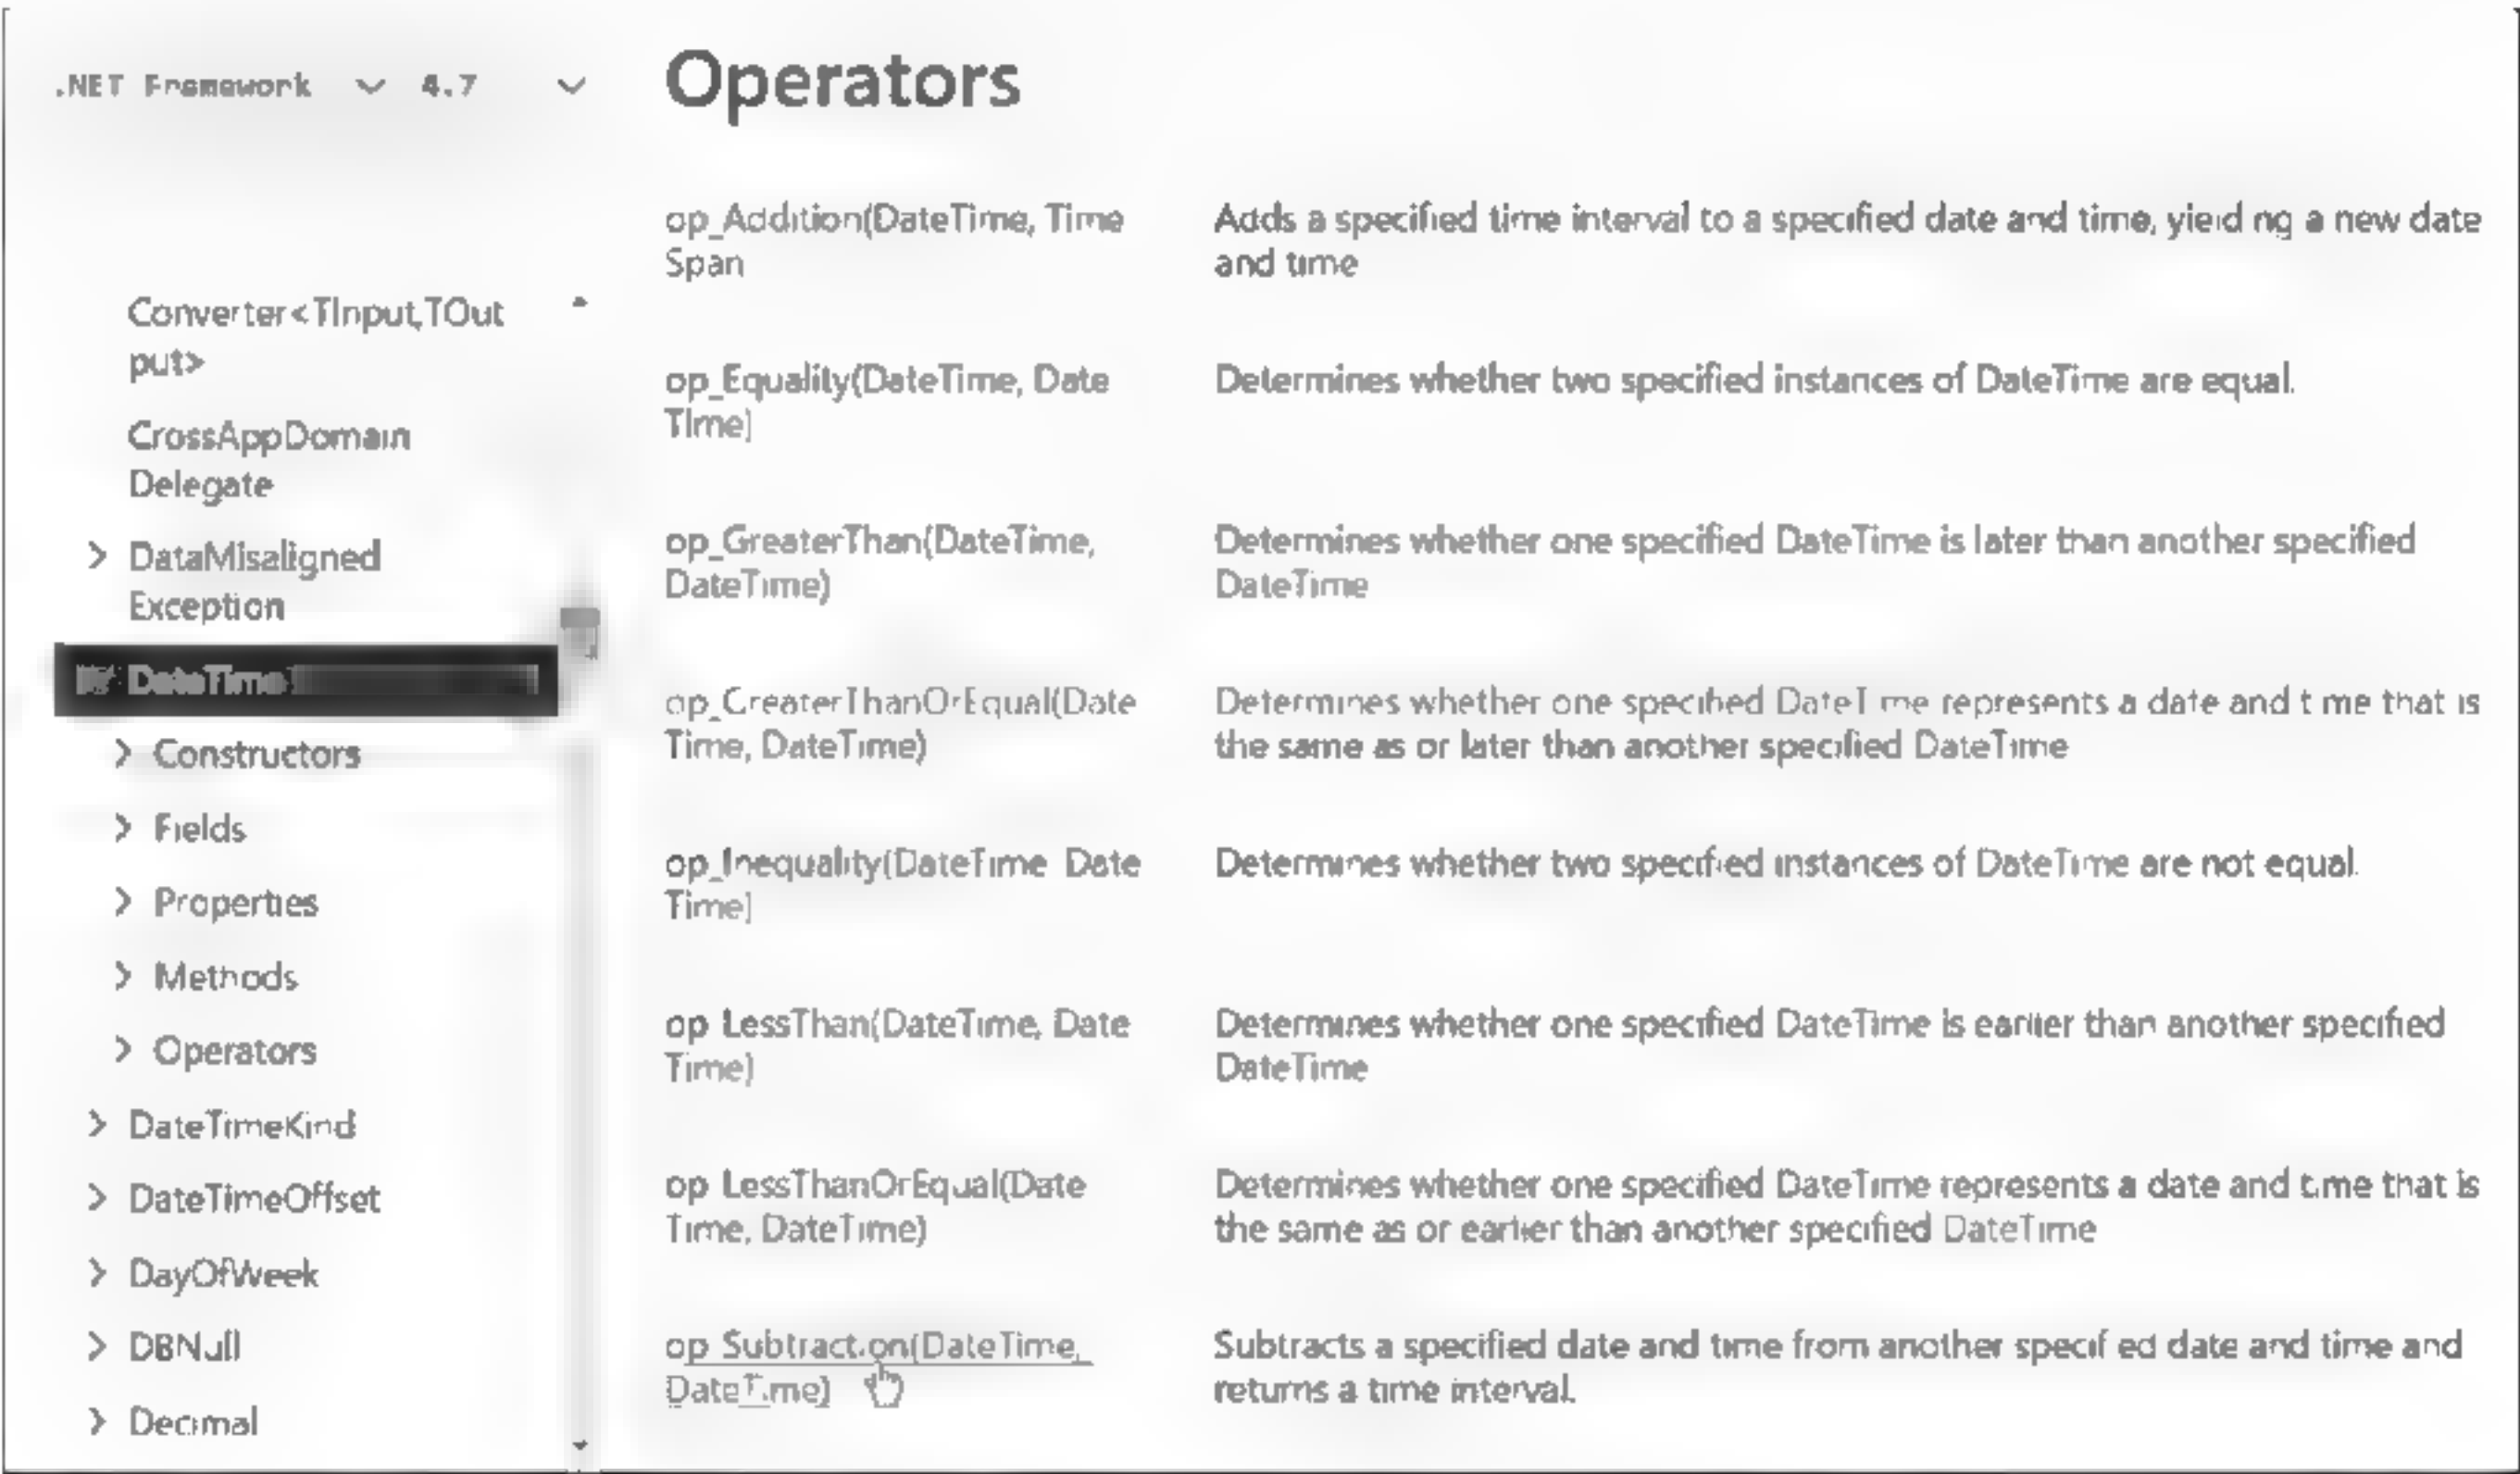 .NET Framework 4.7
Converter<TInput,TOut
put>
CrossAppDomain
Delegate
DataMisaligned
Exception
DateTime
Constructors
Fields
Properties
Methods
Operators
DateTimeKind
DateTimeOffset
DayOfWeek
DBNull
Decimal
Operators
op_Addition(DateTime, Time
Span
Adds a specified time interval to a specified date and time, yielding a new date
and time
op_Equality(DateTime, Date
Time)
Determines whether two specified instances of DateTime are equal.
op_GreaterThan(DateTime,
DateTime)
Determines whether one specified DateTime is later than another specified
DateTime
op_GreaterThanOrEqual(Date
Time, DateTime)
Determines whether one specified DateTime represents a date and time that is
the same as or later than another specified DateTime
op_Inequality(DateTime Date
Time)
Determines whether two specified instances of DateTime are not equal.
op LessThan(DateTime, Date
Time)
Determines whether one specified DateTime is earlier than another specified
DateTime
op LessThanOrEqual(Date
Time, DateTime)
Determines whether one specified DateTime represents a date and time that is
the same as or earlier than another specified DateTime
op Subtraction(DateTime,
DateTime)
Subtracts a specified date and time from another specified date and time and
returns a time interval.